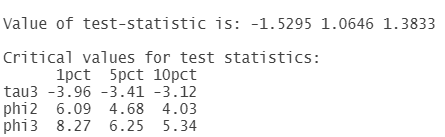 Value of test-statistic is: -1.5295 1.0646 1.3833
Critical values for test statistics:
1pct 5pct 10pct
tau3 -3.96 -3.41 -3.12
phi2 6.09 4.68 4.03
phi3 8.27 6.25 5.34